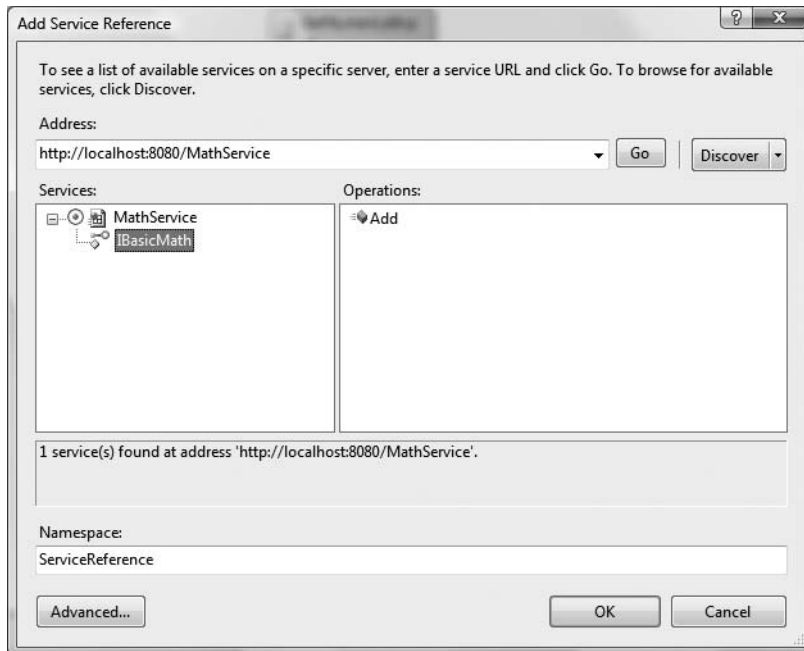 Add Service Reference
To see a list of available services on a specific server, enter a service URL and click Go. To browse for available
services, click Discover.
Address:
http://localhost:8080/MathService
Go
Discover
Services:
Operations:
MathService
IBasicMath
Add
1 service(s) found at address 'http://localhost:8080/MathService'.
Namespace:
ServiceReference
Advanced...
OK
Cancel